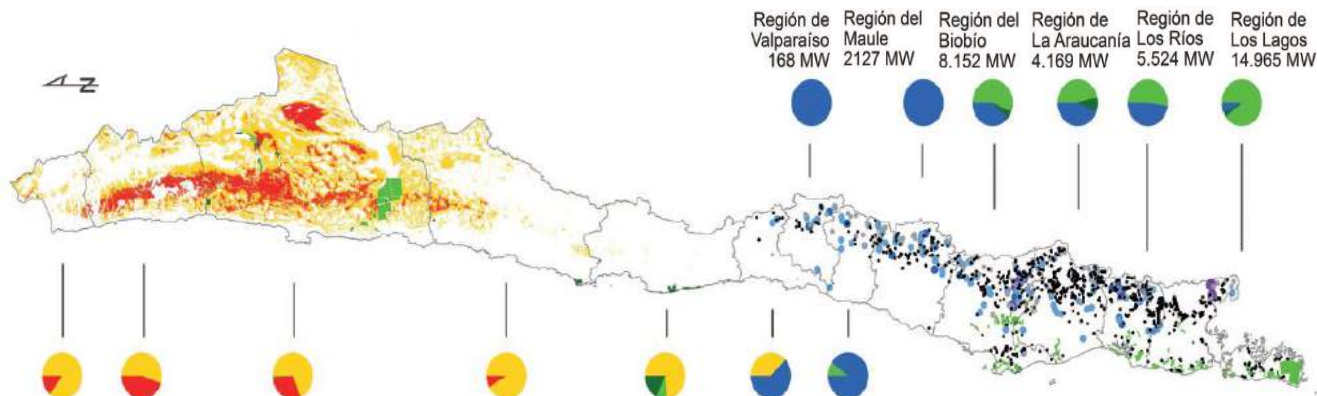 Región de
Valparaíso
168 MW
Región del
Maule
2127 MW
Región del
Biobío
8.152 MW
Región de
La Araucanía
4.169 MW
Región de
Los Ríos
5.524 MW
Región de
Los Lagos
14.965 MW
N